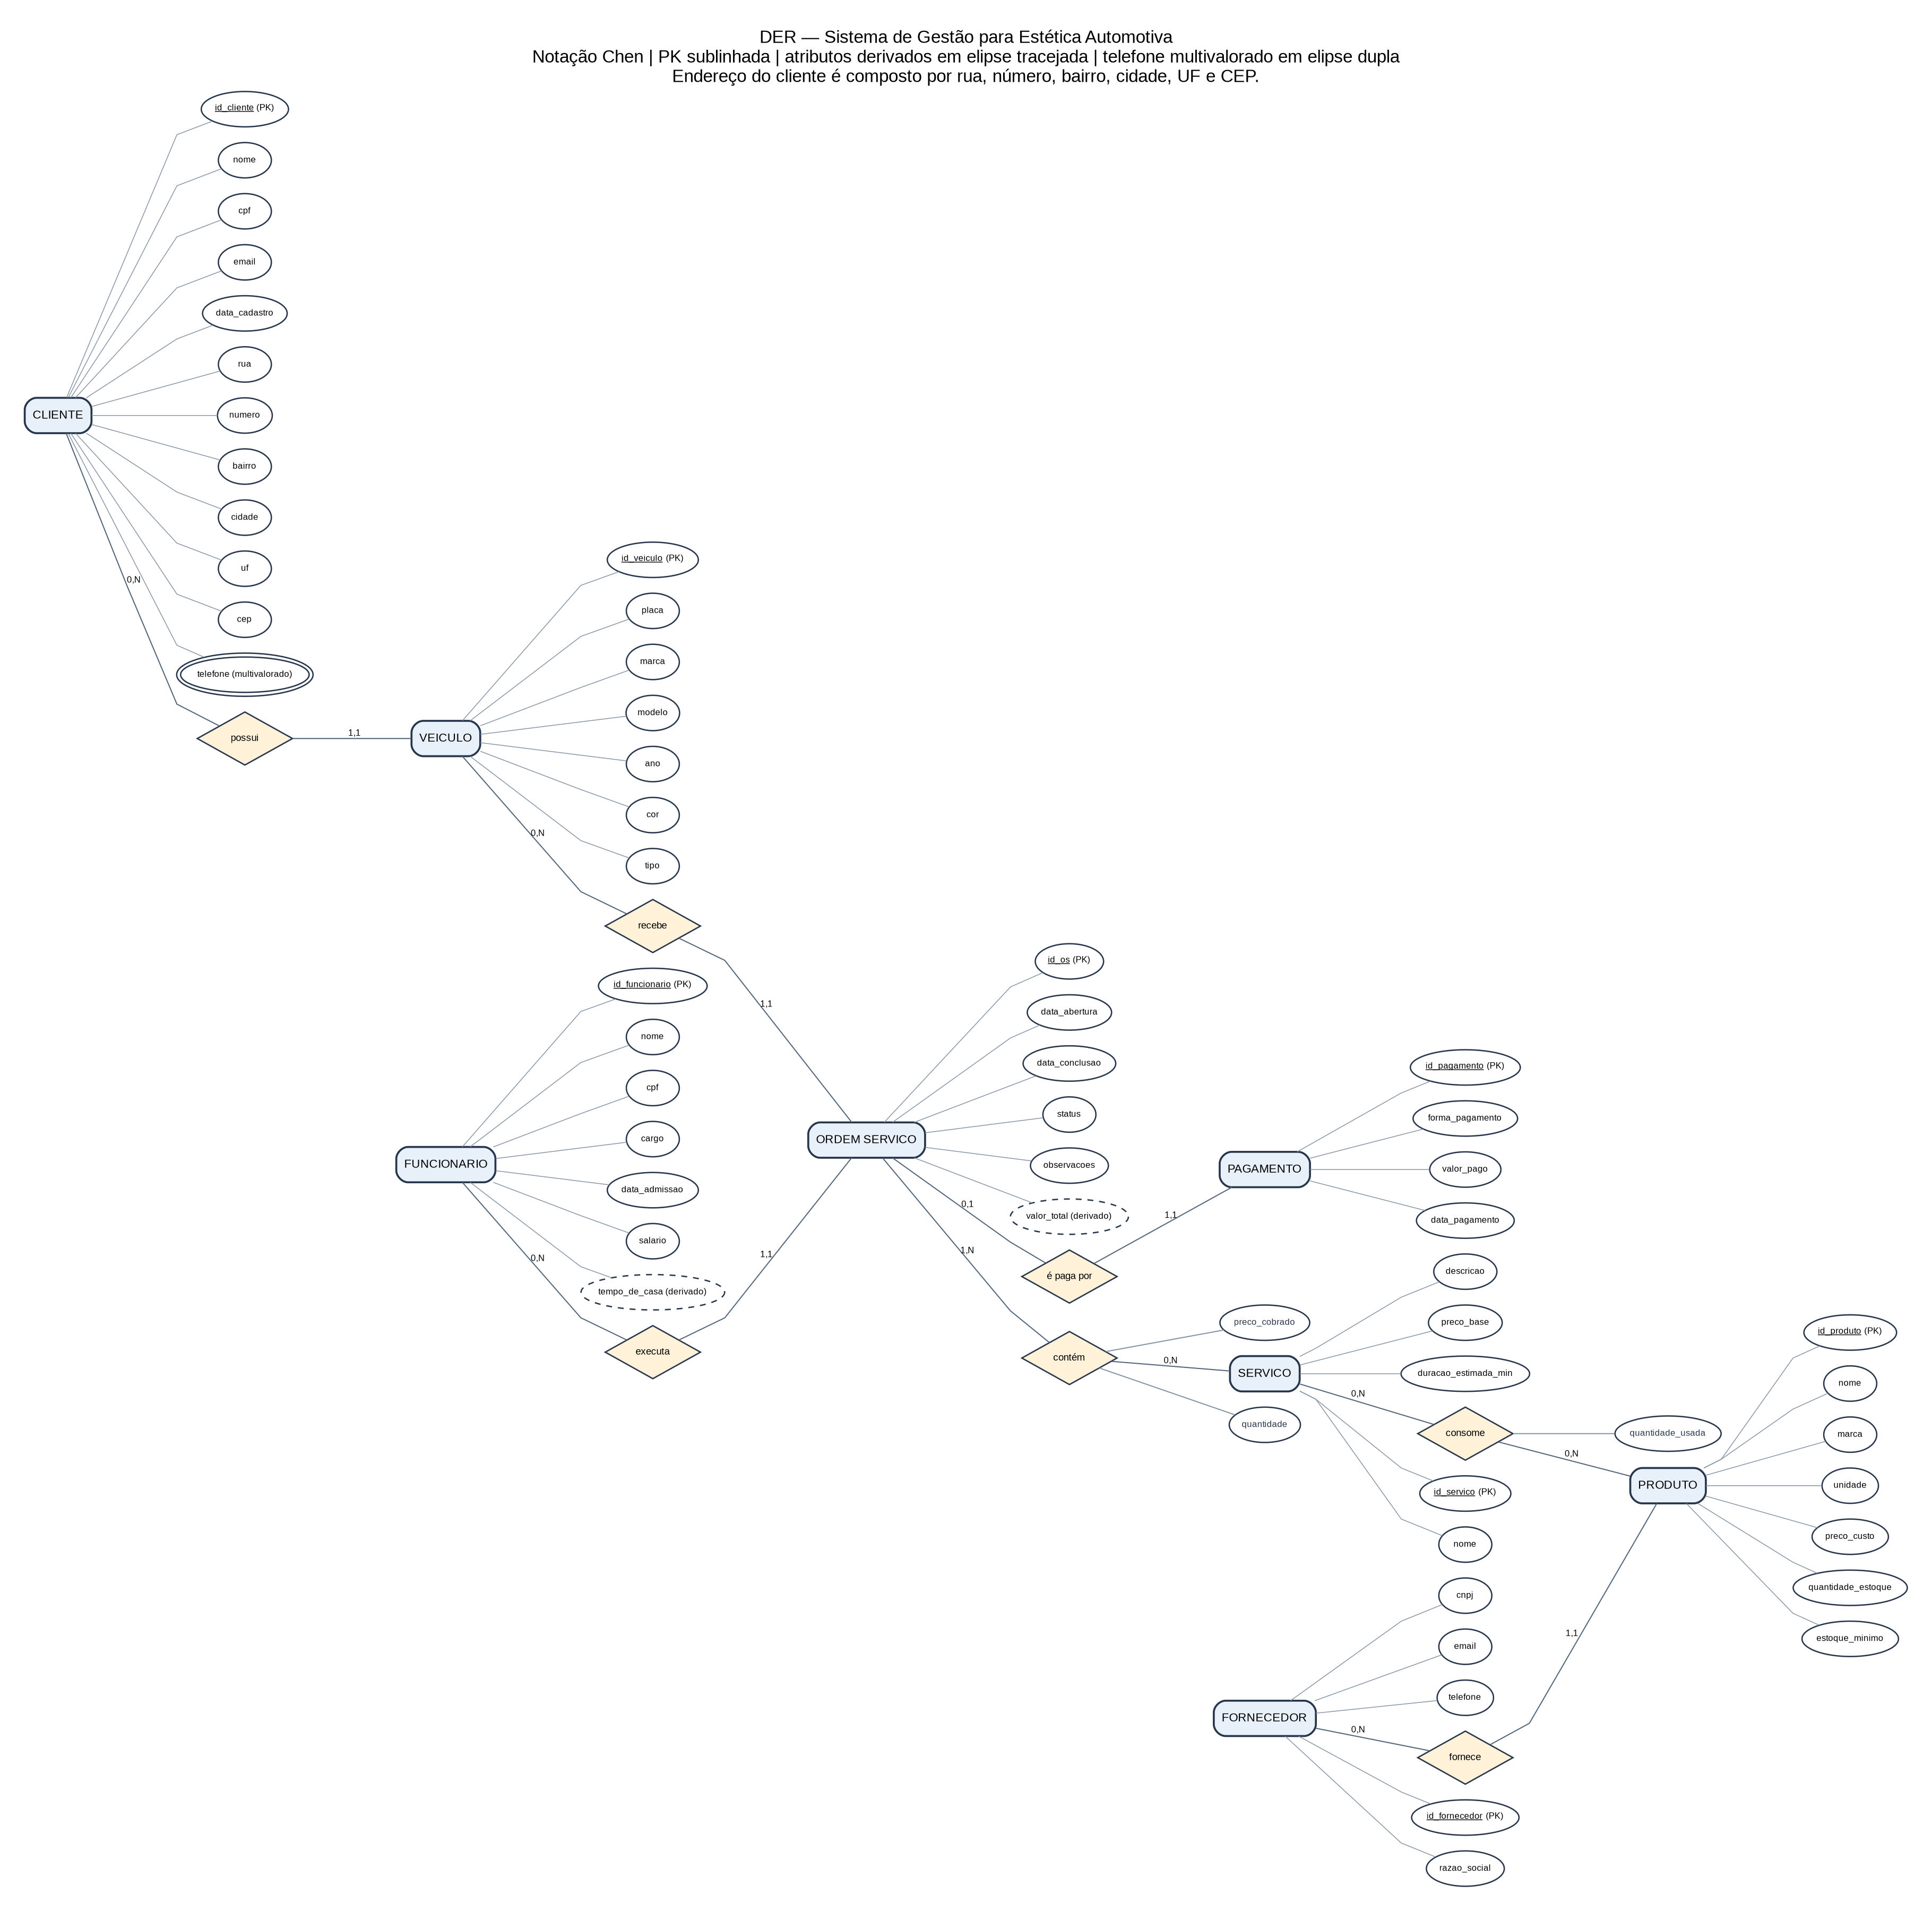 DER — Sistema de Gestão para Estética Automotiva
Notação Chen | PK sublinhada | atributos derivados em elipse tracejada | telefone multivalorado em elipse dupla
Endereço do cliente é composto por rua, número, bairro, cidade, UF e CEP.
id_cliente (PK)
nome
cpf
email
data_cadastro
rua
CLIENTE
numero
bairro
cidade
uf
0,N
cep
telefone (multivalorado)
possui
1,1
VEICULO
id_veiculo (PK)
placa
marca
modelo
ano
cor
0,N
tipo
recebe
1,1
id_funcionario (PK)
nome
cpf
cargo
FUNCIONARIO
data_admissao
salario
0,N
tempo_de_casa (derivado)
executa
1,1
ORDEM SERVICO
id_os (PK)
data_abertura
data_conclusao
status
observacoes
valor_total (derivado)
0,1
é paga por
1,1
1,N
contém
PAGAMENTO
id_pagamento (PK)
forma_pagamento
valor_pago
data_pagamento
preco_cobrado
0,N
SERVICO
quantidade
descricao
preco_base
duracao_estimada_min
0,N
consome
id_servico (PK)
nome
quantidade_usada
0,N
PRODUTO
id_produto (PK)
nome
marca
unidade
preco_custo
quantidade_estoque
estoque_minimo
1,1
cnpj
email
telefone
FORNECEDOR
0,N
fornece
id_fornecedor (PK)
razao_social